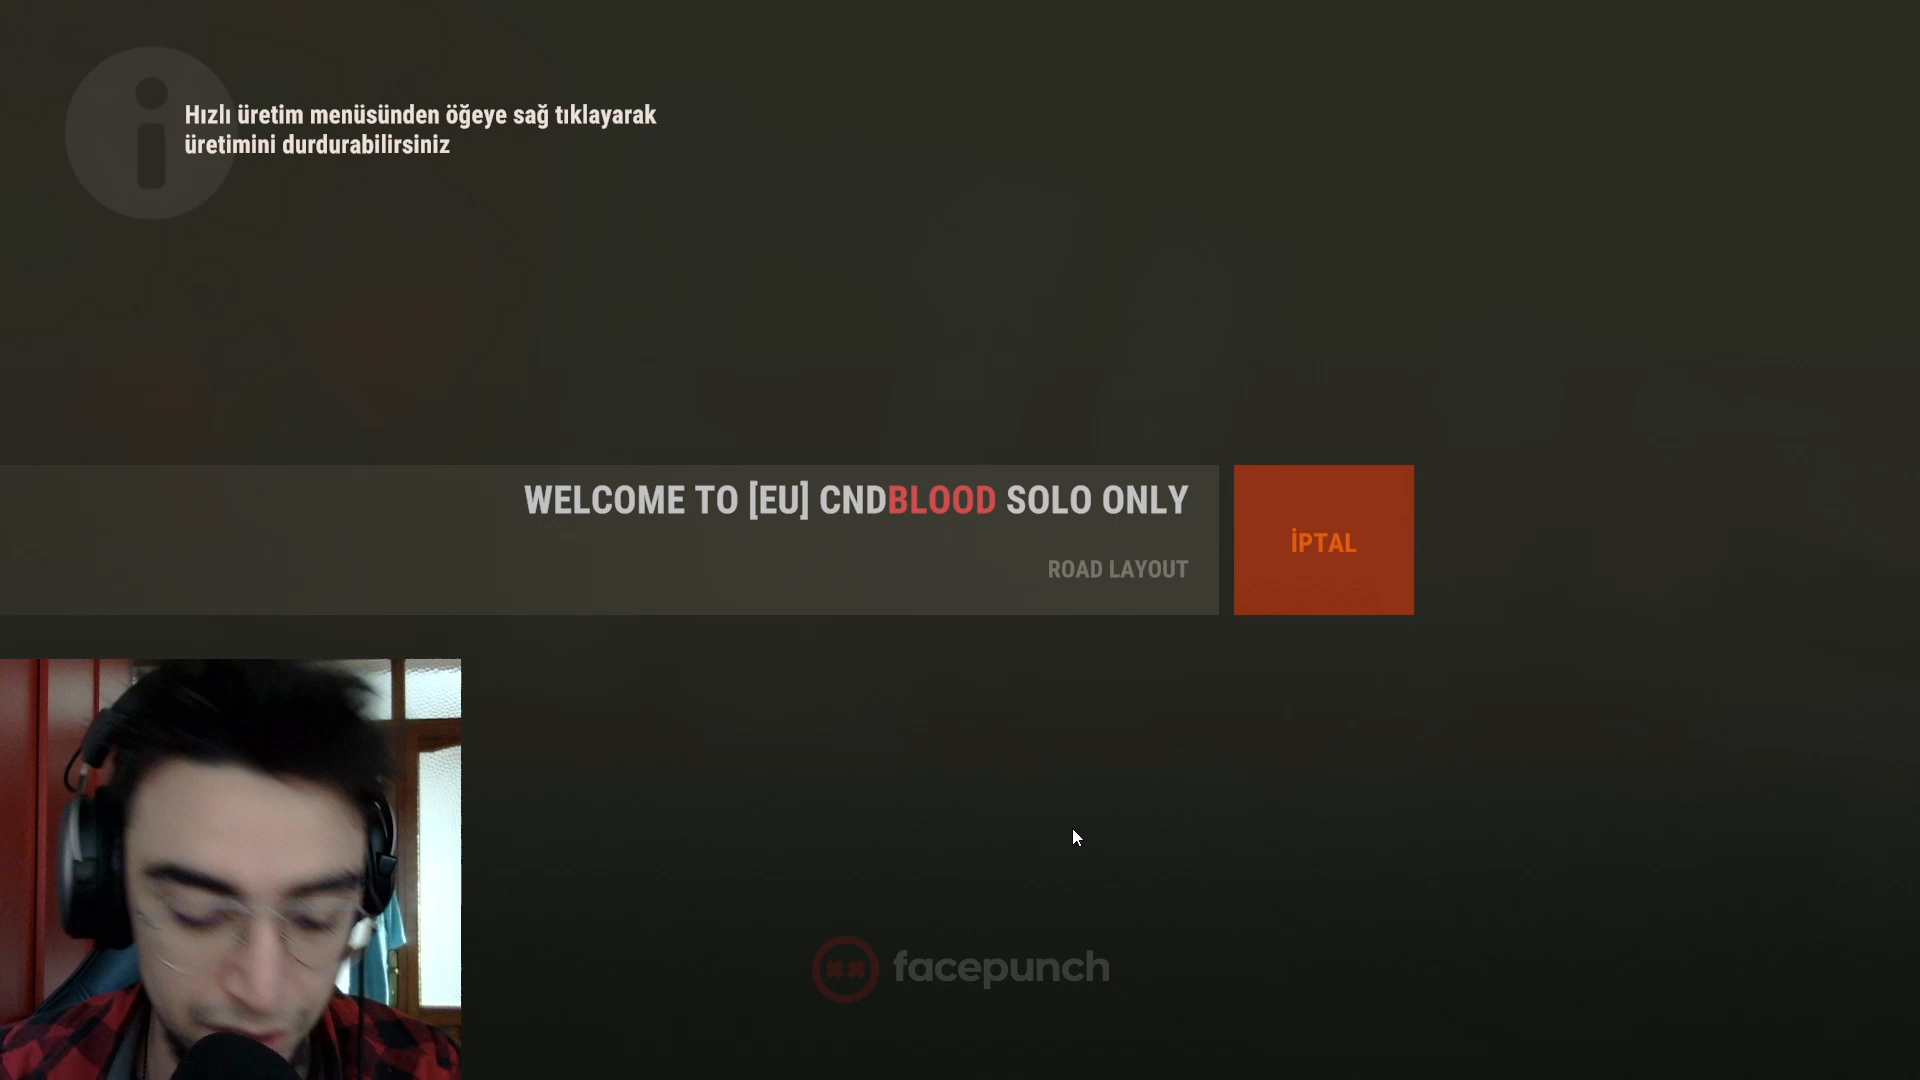 Hızlı üretim menüsünden öğeye sağ tıklayarak
üretimini durdurabilirsiniz
WELCOME TO [EU] CNDBLOOD SOLO ONLY
ROAD LAYOUT
İPTAL
facepunch